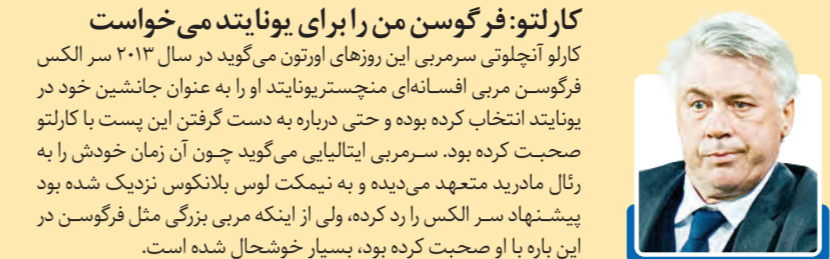 کارلتو: فرگوسن من را برای یونایتد می‌خواست
کارلو آنچلوتی سرمربی این روزهای اورتون می‌گوید در سال ۲۰۱۳ سر الکس
فرگوسن مربی افسانه‌ای منچستریونایتد او را به عنوان جانشین خود در
یونایتد انتخاب کرده بوده و حتی درباره به دست گرفتن این پست با کارلتو
صحبت کرده بود. سرمربی ایتالیایی می‌گوید چون آن زمان خودش را به
رئال مادرید متعهد می‌دیده و به نیمکت لوس بلانکوس نزدیک شده بود
پیشنهاد سر الکس را رد کرده، ولی از اینکه مربی بزرگی مثل فرگوسن در
این باره با او صحبت کرده بود، بسیار خوشحال شده است.